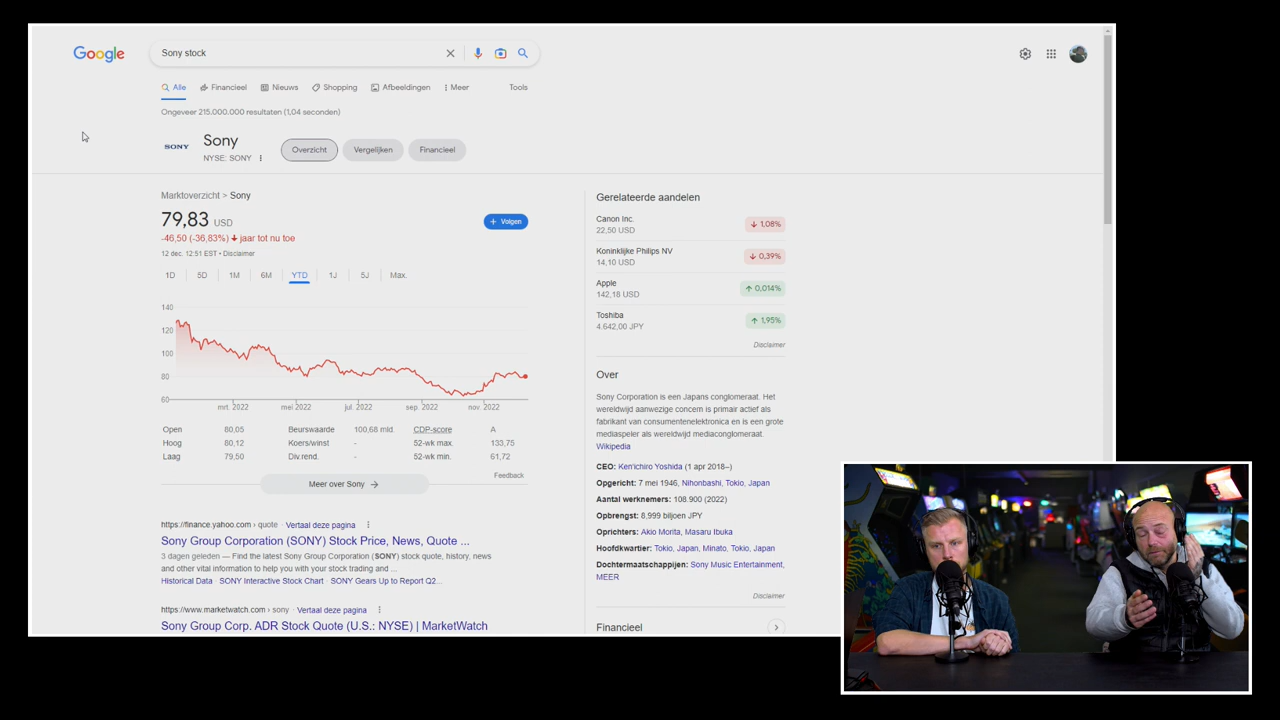 Google
Sony stock
Alle
Financieel
Nieuws
Shopping
Afbeeldingen
Meer
Tools
Ongeveer 215.000.000 resultaten (1,04 seconden)
SONY
Sony
NYSE: SONY
Overzicht
Vergelijken
Financieel
Marktoverzicht > Sony
79,83 USD
+ Volgen
-46,50 (-36,83%) jaar tot nu toe
12 dec. 12:51 EST • Disclaimer
1D 5D 1M 6M YTD 1J 5J Max.
140
120
100
80
60
mrt. 2022 mei 2022 jul. 2022 sep. 2022 nov. 2022
Open 80,05 Beurswaarde 100,68 mld. CDP-score A
Hoog 80,12 Koers/winst - 52-wk max. 133,75
Laag 79,50 Div.rend. - 52-wk min. 61,72
Feedback
Meer over Sony
https://finance.yahoo.com › quote · Vertaal deze pagina
Sony Group Corporation (SONY) Stock Price, News, Quote ...
3 dagen geleden — Find the latest Sony Group Corporation (SONY) stock quote, history, news
and other vital information to help you with your stock trading and ...
Historical Data · SONY Interactive Stock Chart · SONY Gears Up to Report Q2...
https://www.marketwatch.com › sony · Vertaal deze pagina
Sony Group Corp. ADR Stock Quote (U.S.: NYSE) | MarketWatch
Gerelateerde aandelen
Canon Inc.
22,50 USD
1,08%
Koninklijke Philips NV
14,10 USD
0,39%
Apple
142,18 USD
0,014%
Toshiba
4.642,00 JPY
1,95%
Disclaimer
Over
Sony Corporation is een Japans conglomeraat. Het
wereldwijd aanwezige concern is primair actief als
fabrikant van consumentenelektronica en is een grote
mediaspeler als wereldwijd mediaconglomeraat.
Wikipedia
CEO: Ken'ichiro Yoshida (1 apr 2018–)
Opgericht: 7 mei 1946, Nihonbashi, Tokio, Japan
Aantal werknemers: 108.900 (2022)
Opbrengst: 8,999 biljoen JPY
Oprichters: Akio Morita, Masaru Ibuka
Hoofdkwartier: Tokio, Japan, Minato, Tokio, Japan
Dochtermaatschappijen: Sony Music Entertainment,
MEER
Disclaimer
Financieel